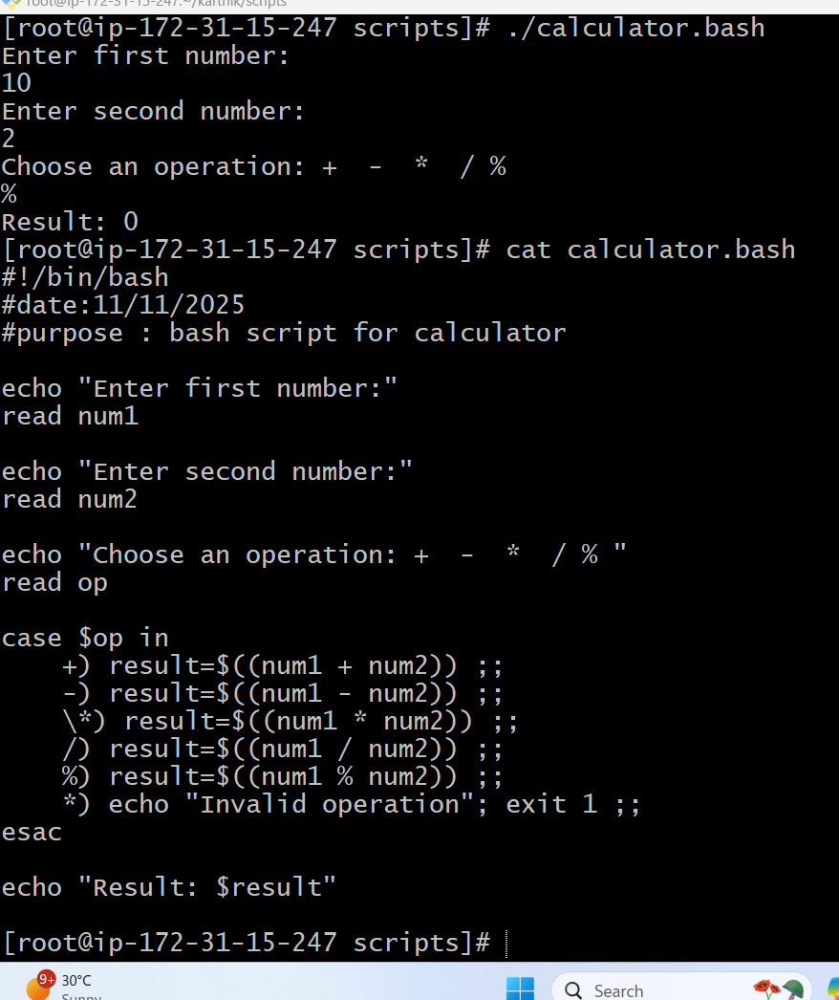 root@ip-172-31-15-247:~/karthik/scripts
[root@ip-172-31-15-247 scripts]# ./calculator.bash
Enter first number:
10
Enter second number:
2
Choose an operation: +  -  *  / %
%
Result: 0
[root@ip-172-31-15-247 scripts]# cat calculator.bash
#!/bin/bash
#date:11/11/2025
#purpose : bash script for calculator

echo "Enter first number:"
read num1

echo "Enter second number:"
read num2

echo "Choose an operation: +  -  *  / % "
read op

case $op in
    +) result=$((num1 + num2)) ;;
    -) result=$((num1 - num2)) ;;
    \*) result=$((num1 * num2)) ;;
    /) result=$((num1 / num2)) ;;
    %) result=$((num1 % num2)) ;;
    *) echo "Invalid operation"; exit 1 ;;
esac

echo "Result: $result"

[root@ip-172-31-15-247 scripts]#
9+
30°C
Sunny
Search